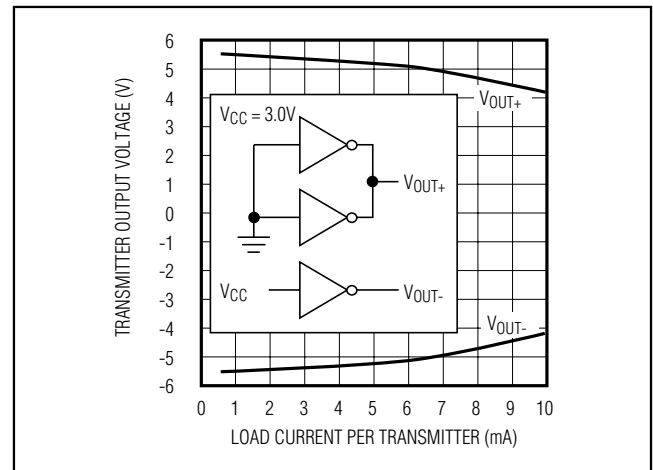 TRANSMITTER OUTPUT VOLTAGE (V)
6
5
4
3
2
1
0
-1
-2
-3
-4
-5
-6
VCC = 3.0V
VOUT+
VOUT+
VCC
VOUT-
VOUT-
0 1 2 3 4 5 6 7 8 9 10
LOAD CURRENT PER TRANSMITTER (mA)